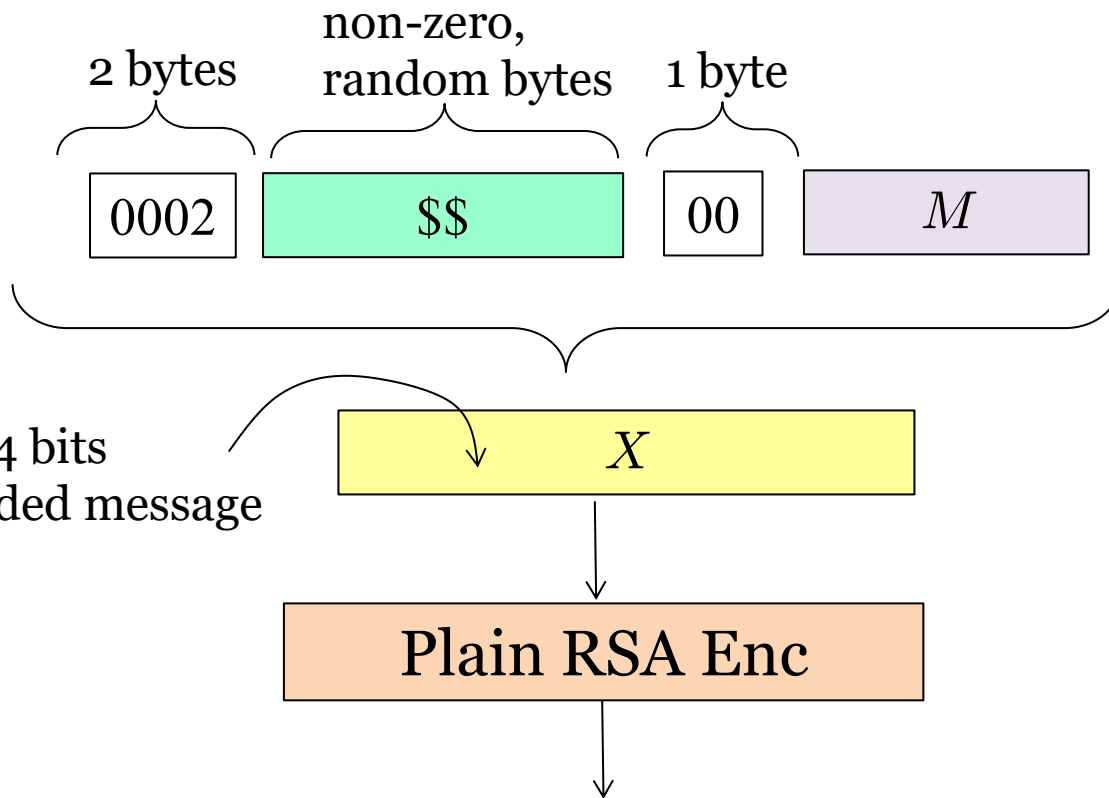 non-zero,
2 bytes
random bytes
1 byte
0002
$$
00
M
4 bits
ded message
X
Plain RSA Enc